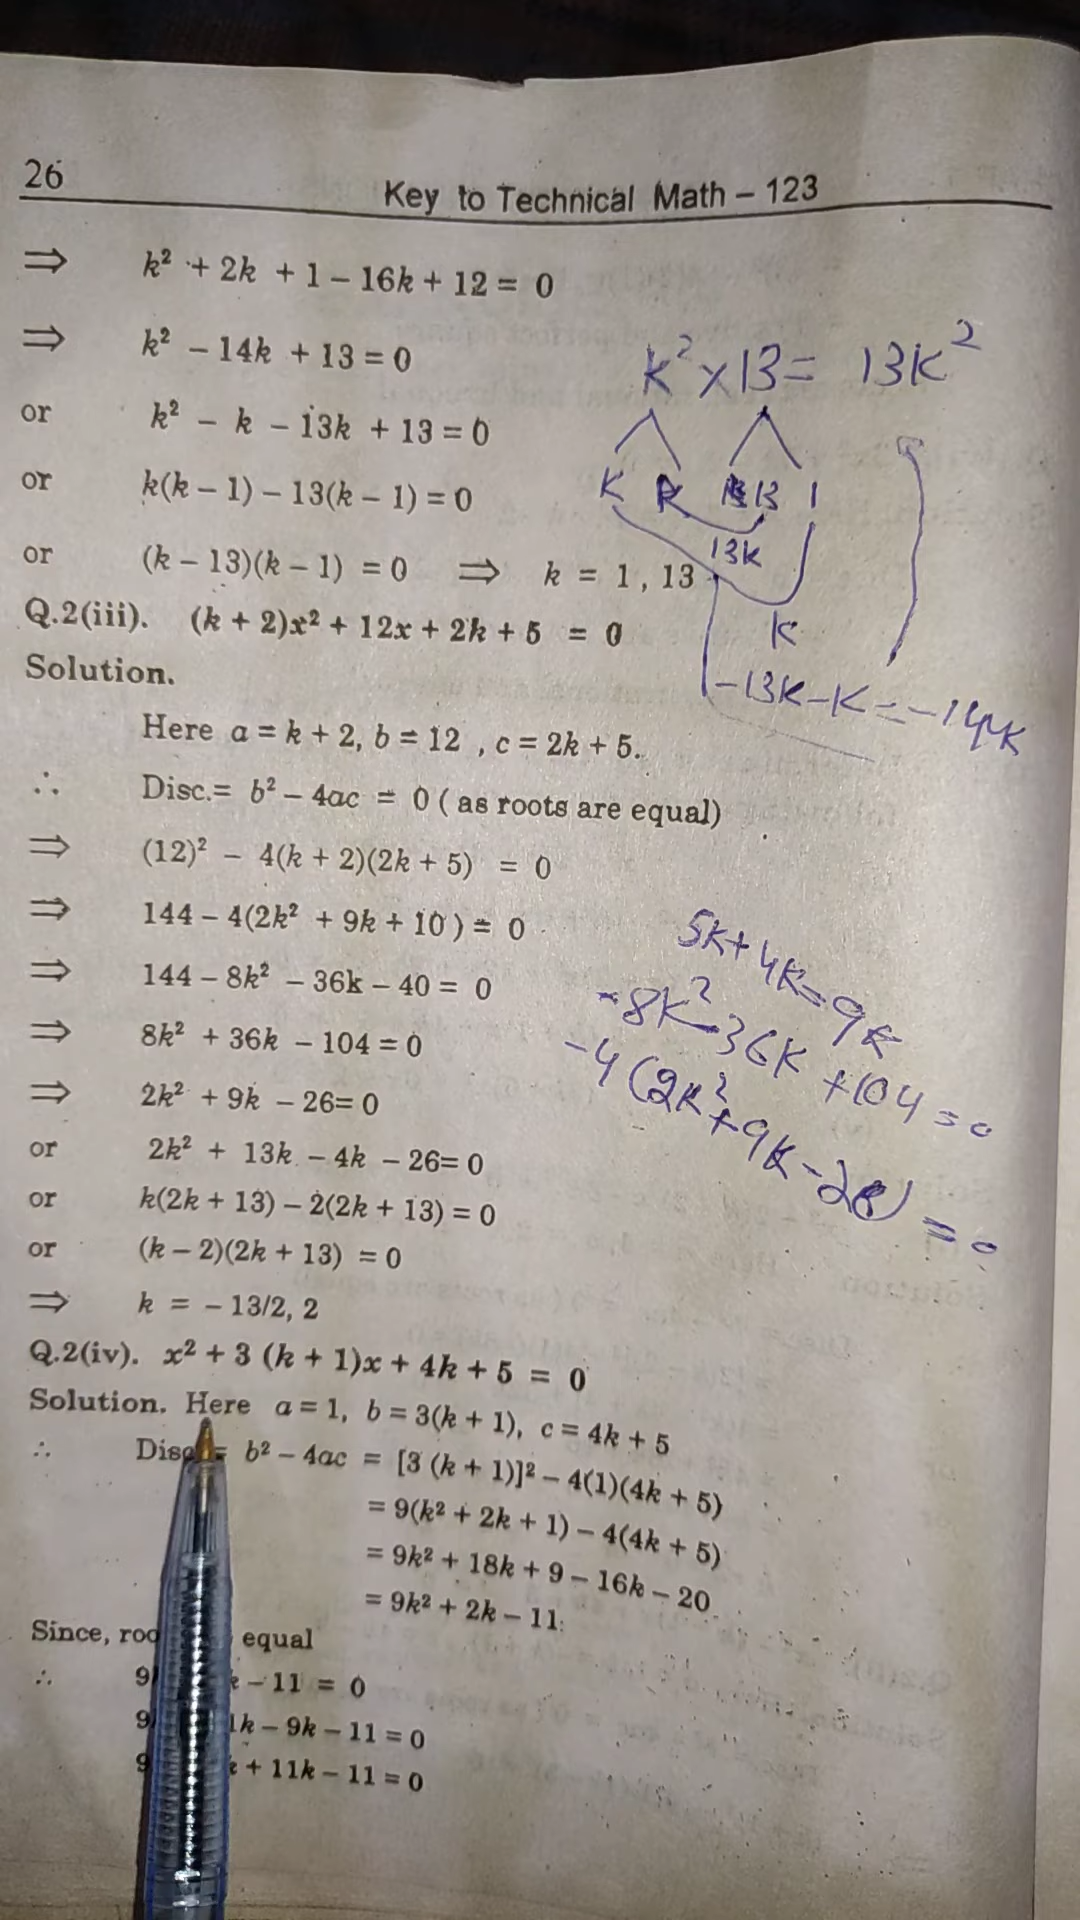 26
Key to Technical Math – 123
⇒ k² + 2k + 1 – 16k + 12 = 0
⇒ k² – 14k + 13 = 0
or k² – k – 13k + 13 = 0
or k(k – 1) – 13(k – 1) = 0
or (k – 13)(k – 1) = 0 ⇒ k = 1, 13
k² × 13 = 13k²
K K 13 1
13k
K
-13K-K=-14K
Q.2(iii). (k + 2)x² + 12x + 2k + 5 = 0
Solution.
Here a = k + 2, b = 12 , c = 2k + 5.
∴ Disc.= b² – 4ac = 0 ( as roots are equal)
⇒ (12)² – 4(k + 2)(2k + 5) = 0
⇒ 144 – 4(2k² + 9k + 10 ) = 0
⇒ 144 – 8k² – 36k – 40 = 0
⇒ 8k² + 36k – 104 = 0
⇒ 2k² + 9k – 26= 0
or 2k² + 13k – 4k – 26= 0
or k(2k + 13) – 2(2k + 13) = 0
or (k – 2)(2k + 13) = 0
⇒ k = – 13/2, 2
5k+4k=9k
-8k²-36k +104=0
-4(2k²+9k-26)=0
Q.2(iv). x² + 3 (k + 1)x + 4k + 5 = 0
Solution. Here a = 1, b = 3(k + 1), c = 4k + 5
∴ Disc = b² – 4ac = [3 (k + 1)]² – 4(1)(4k + 5)
= 9(k² + 2k + 1) – 4(4k + 5)
= 9k² + 18k + 9 – 16k – 20
= 9k² + 2k – 11
Since, equal
∴ 9 – 11 = 0
9 – 9k – 11 = 0
9 + 11k – 11 = 0